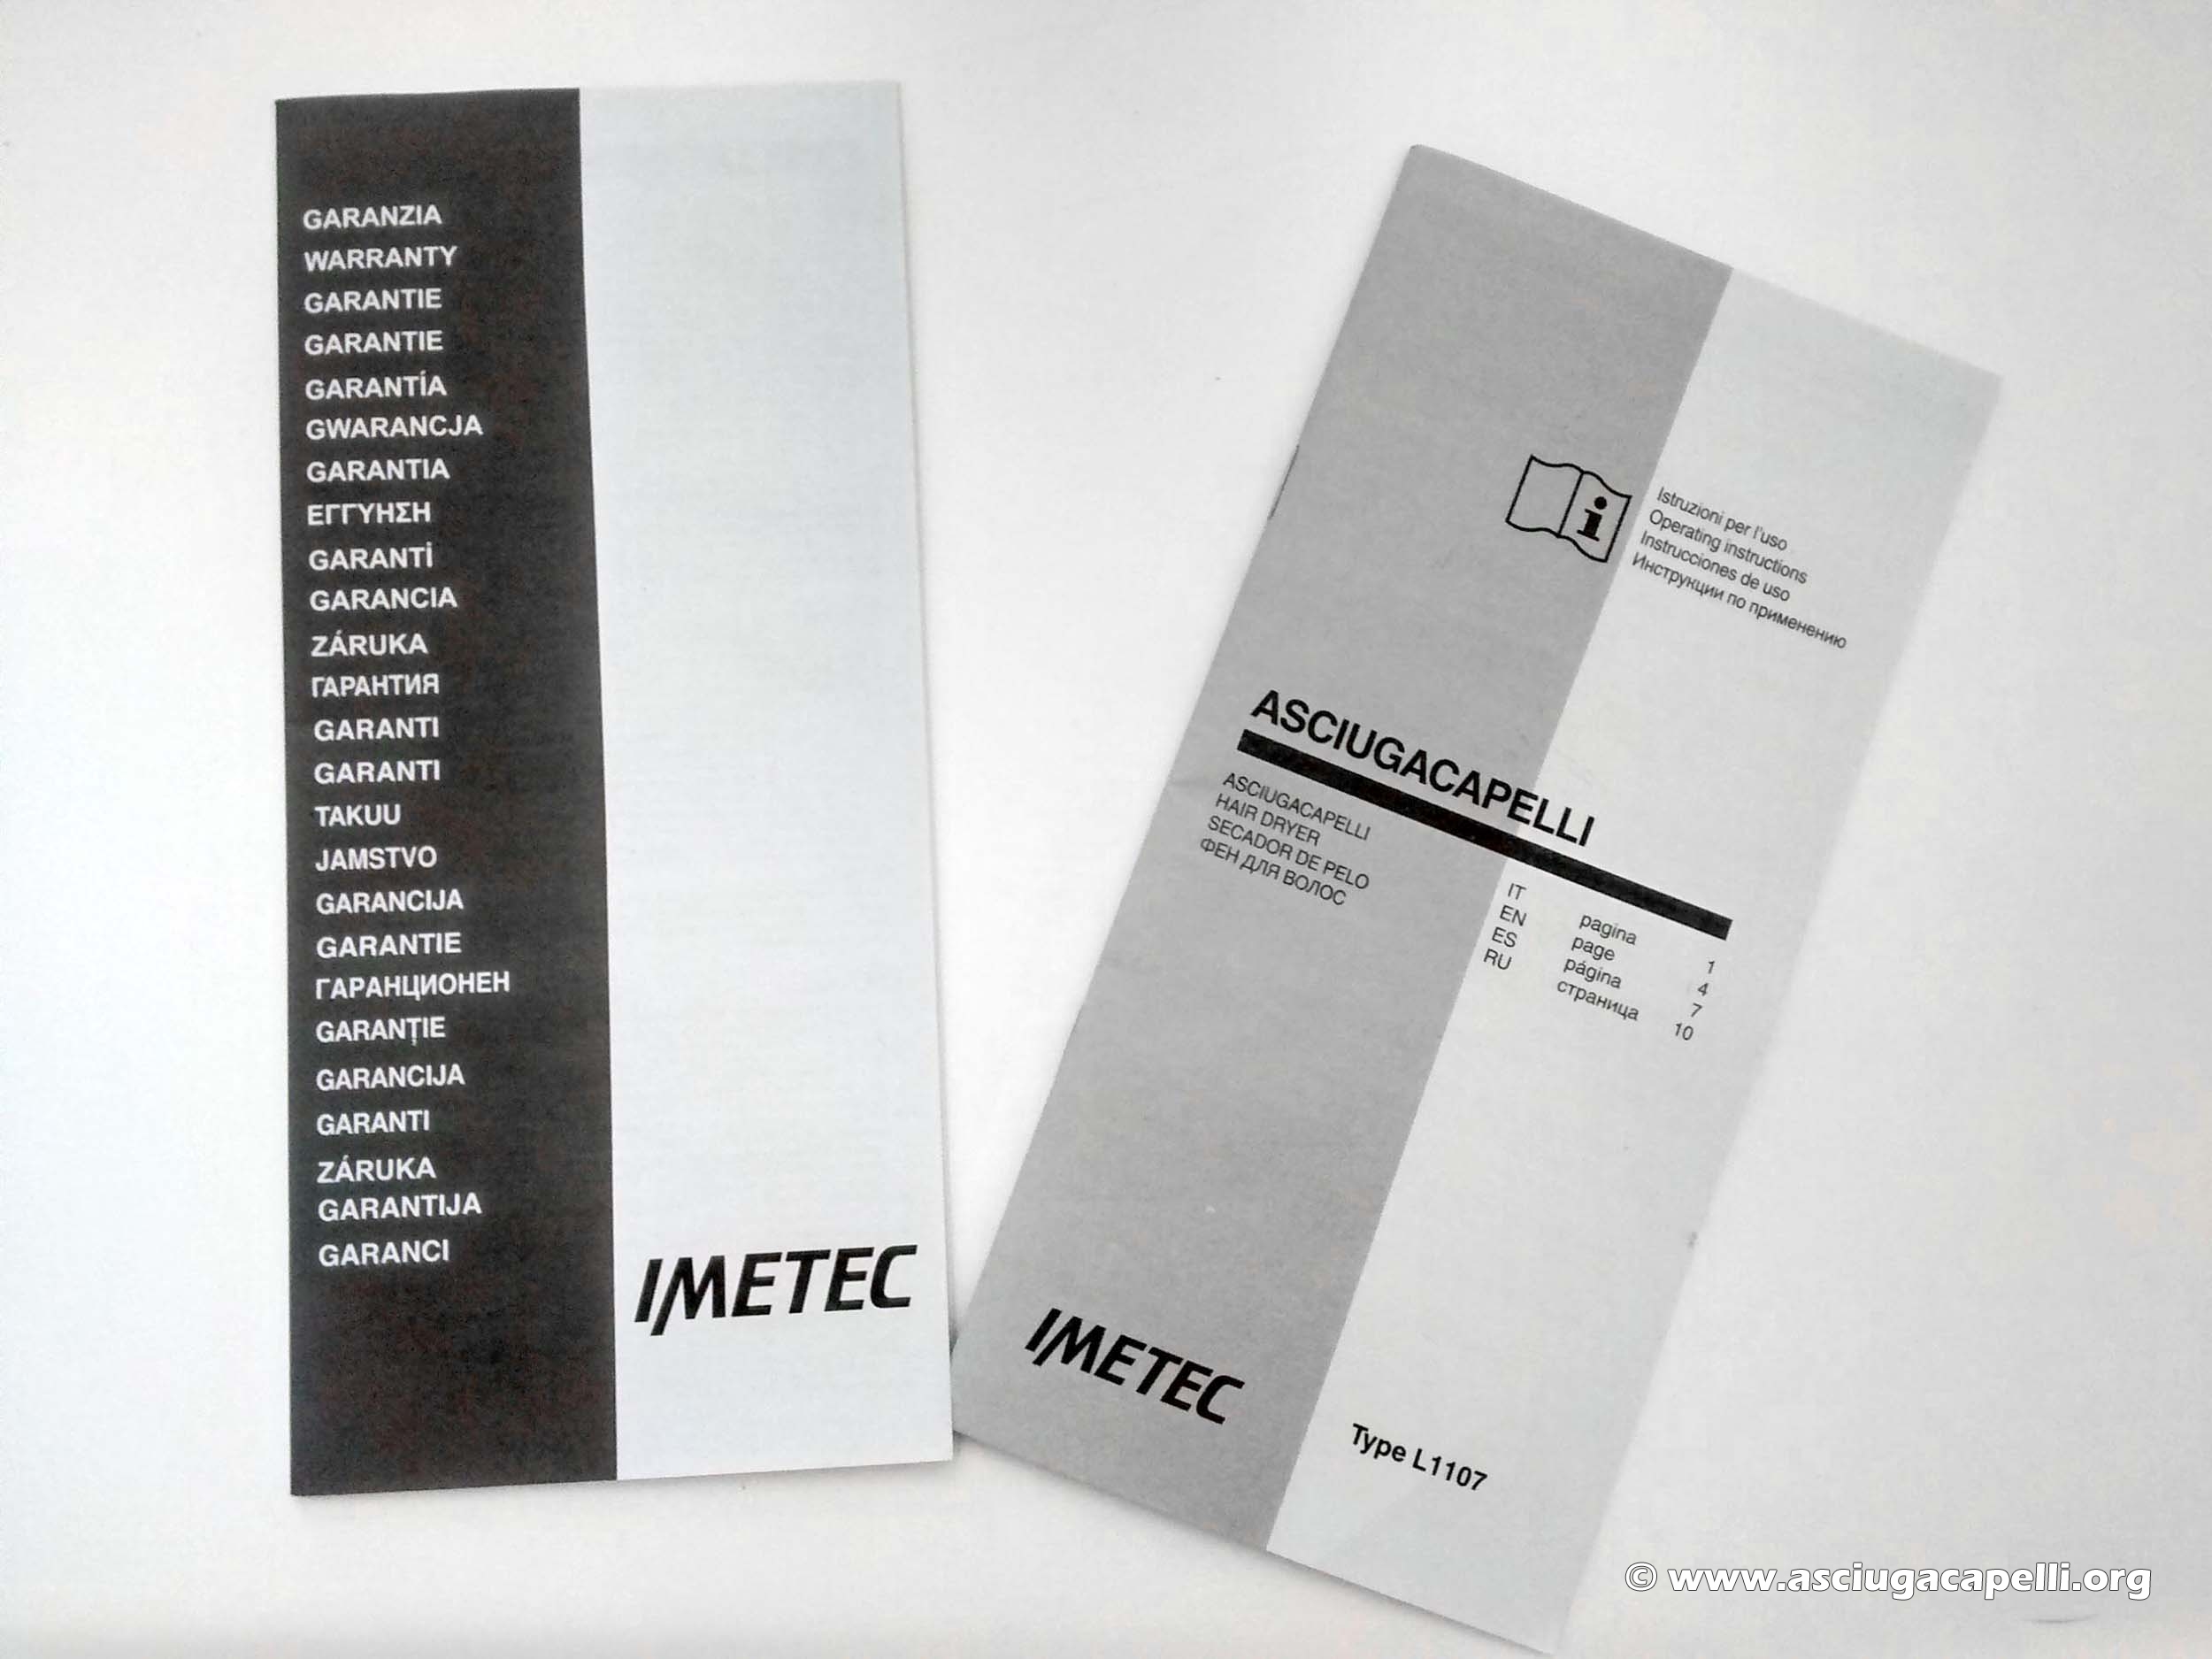 GARANZIA
WARRANTY
GARANTIE
GARANTIE
GARANTÍA
GWARANCJA
GARANTIA
ΕΓΓΥΗΣΗ
GARANTİ
GARANCIA
ZÁRUKA
ГАРАНТИЯ
GARANTI
GARANTI
TAKUU
JAMSTVO
GARANCIJA
GARANTIE
ГАРАНЦИОНЕН
GARANȚIE
GARANCIJA
GARANTI
ZÁRUKA
GARANTIJA
GARANCI
IMETEC
Istruzioni per l'uso
Operating instructions
Instrucciones de uso
Инструкции по применению
ASCIUGACAPELLI
ASCIUGACAPELLI
HAIR DRYER
SECADOR DE PELO
ФЕН ДЛЯ ВОЛОС
IT pagina 1
EN page 4
ES página 7
RU страница 10
IMETEC
Type L1107
© www.asciugacapelli.org